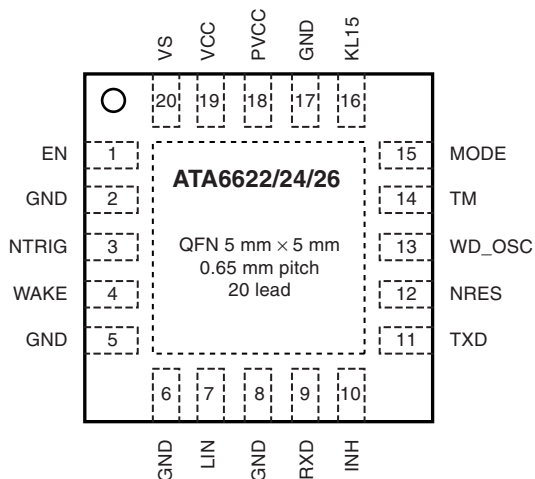 VS VCC PVCC GND KL15
20 19 18 17 16
EN 1 15 MODE
ATA6622/24/26
GND 2 14 TM
NTRIG 3 13 WD_OSC
QFN 5 mm × 5 mm
0.65 mm pitch
20 lead
WAKE 4 12 NRES
GND 5 11 TXD
6 7 8 9 10
GND LIN GND RXD INH